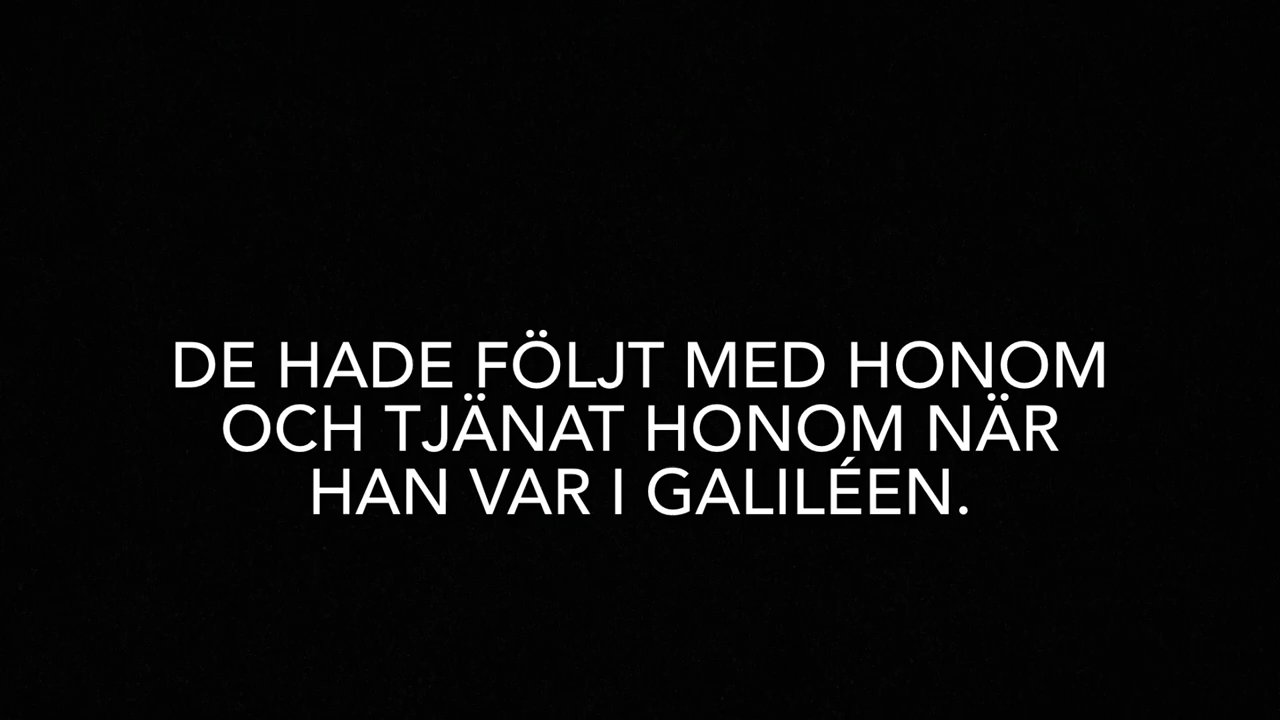 DE HADE FÖLJT MED HONOM
OCH TJÄNAT HONOM NÄR
HAN VAR I GALILÉEN.